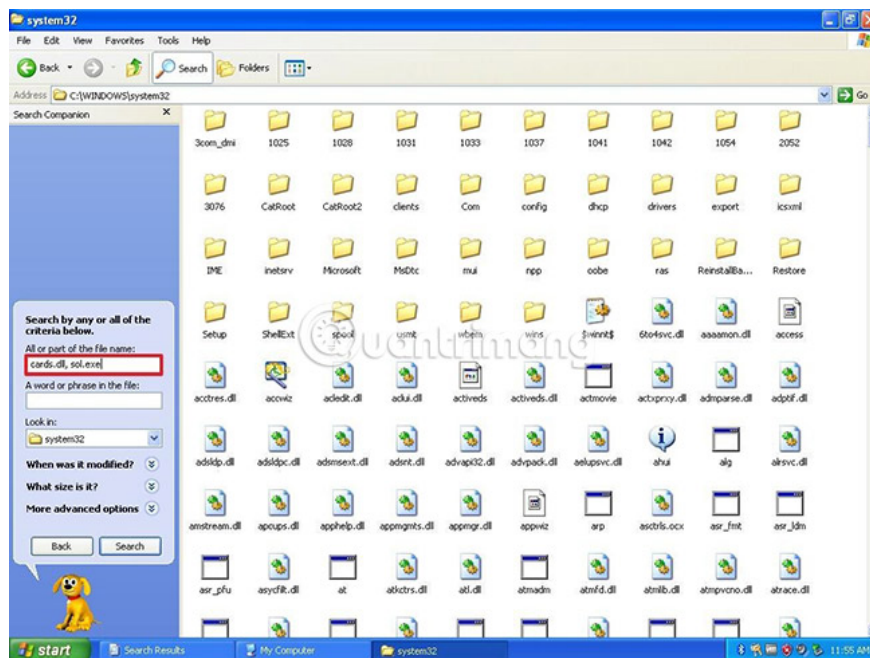 system32
File Edit View Favorites Tools Help
Back Search Folders
Address C:\WINDOWS\system32 Go
Search Companion
3com_dmi 1025 1028 1031 1033 1037 1041 1042 1054 2052
3076 CatRoot CatRoot2 clients Com config dhcp drivers export icsxml
IME inetsrv Microsoft MsDtc mui npp oobe ras ReinstallBa... Restore
Setup ShellExt spool usmt wbem wins $winnt$ 6to4svc.dll aaaamon.dll access
Quantrimang
acctres.dll accwiz acledit.dll aclui.dll activeds activeds.dll actmovie actxprxy.dll admparse.dll adptif.dll
adsldp.dll adsldpc.dll adsmsext.dll adsnt.dll advapi32.dll advpack.dll aelupsvc.dll ahui alg alrsvc.dll
amstream.dll apcups.dll apphelp.dll appmgmts.dll appmgr.dll appwiz arp asctrls.ocx asr_fmt asr_ldm
asr_pfu asycfilt.dll at atkctrs.dll atl.dll atmadm atmfd.dll atmlib.dll atmpvcno.dll atrace.dll
Search by any or all of the
criteria below.
All or part of the file name:
cards.dll, sol.exe
A word or phrase in the file:
Look in:
system32
When was it modified?
What size is it?
More advanced options
Back Search
start Search Results My Computer system32 11:55 AM